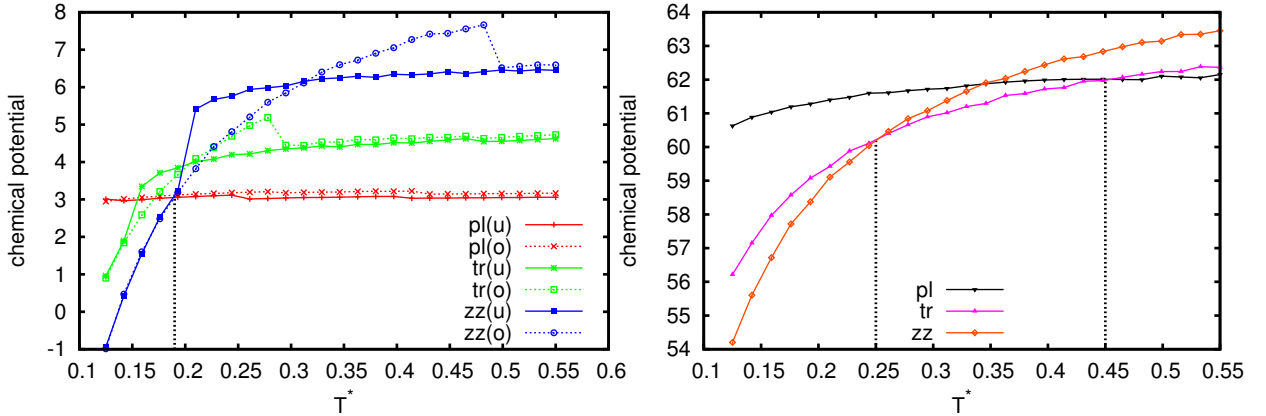 8
7
6
5
4
3
2
1
0
-1
0.1 0.15 0.2 0.25 0.3 0.35 0.4 0.45 0.5 0.55 0.6
chemical potential
T*
pl(u)
pl(o)
tr(u)
tr(o)
zz(u)
zz(o)
64
63
62
61
60
59
58
57
56
55
54
0.1 0.15 0.2 0.25 0.3 0.35 0.4 0.45 0.5 0.55
chemical potential
T*
pl
tr
zz